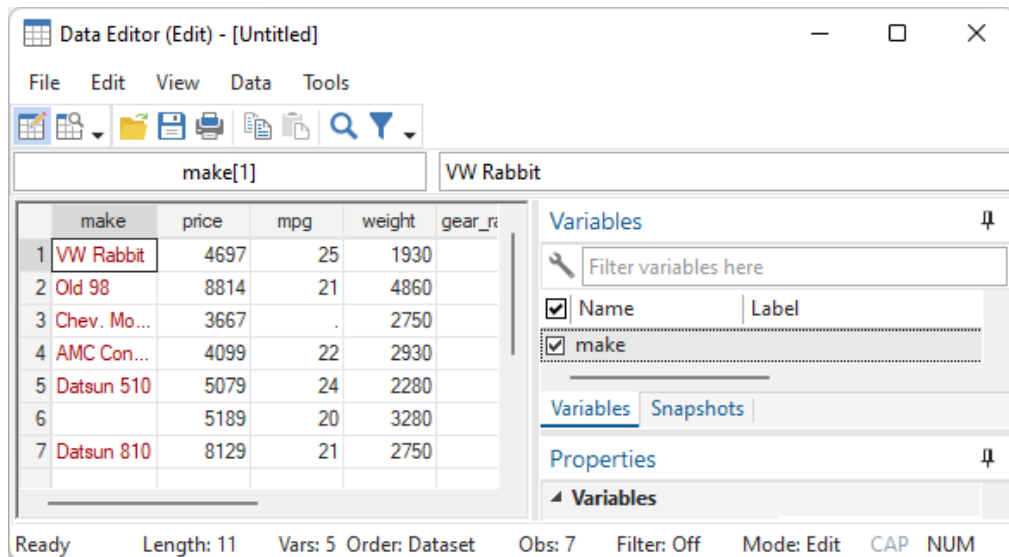 Data Editor (Edit) - [Untitled]
File Edit View Data Tools
make[1] VW Rabbit
make price mpg weight gear_ra
1 VW Rabbit 4697 25 1930
2 Old 98 8814 21 4860
3 Chev. Mo... 3667 . 2750
4 AMC Con... 4099 22 2930
5 Datsun 510 5079 24 2280
6 5189 20 3280
7 Datsun 810 8129 21 2750
Variables
Filter variables here
Name Label
make
Variables Snapshots
Properties
Variables
Ready Length: 11 Vars: 5 Order: Dataset Obs: 7 Filter: Off Mode: Edit CAP NUM